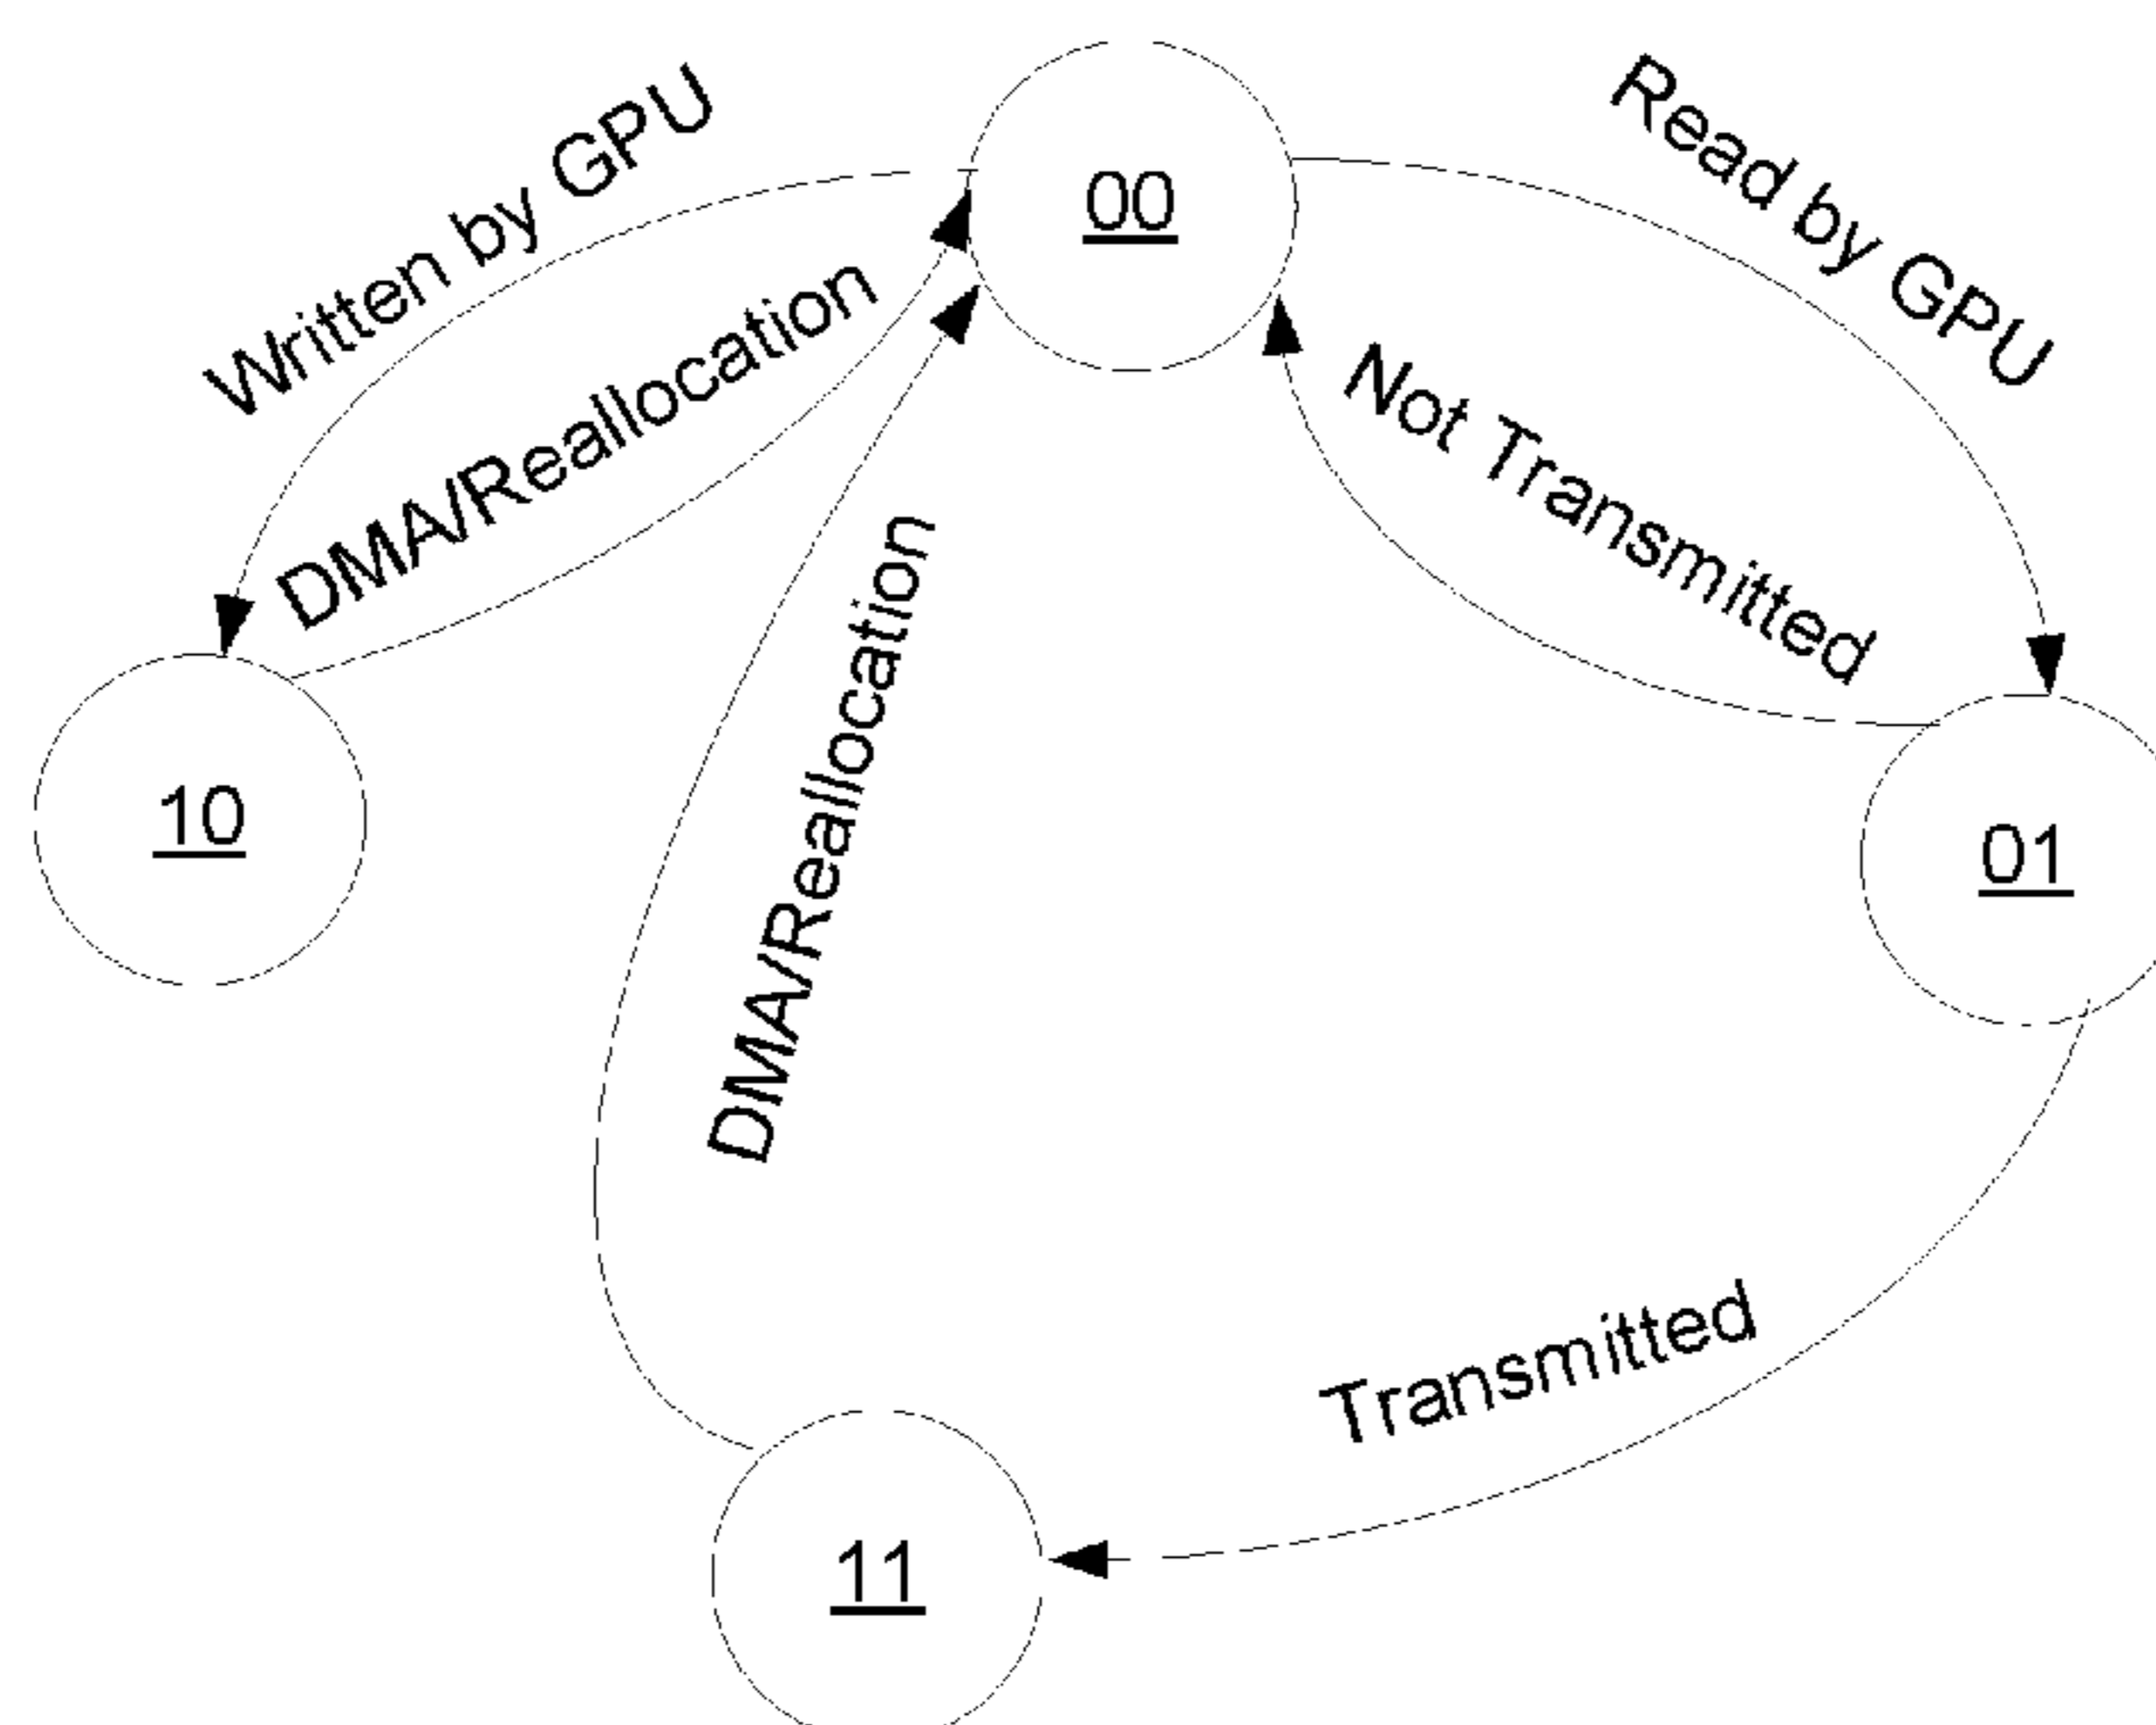 Written by GPU
00
Read by GPU
DMA/Reallocation
Not Transmitted
DMA/Reallocation
10
01
Transmitted
11